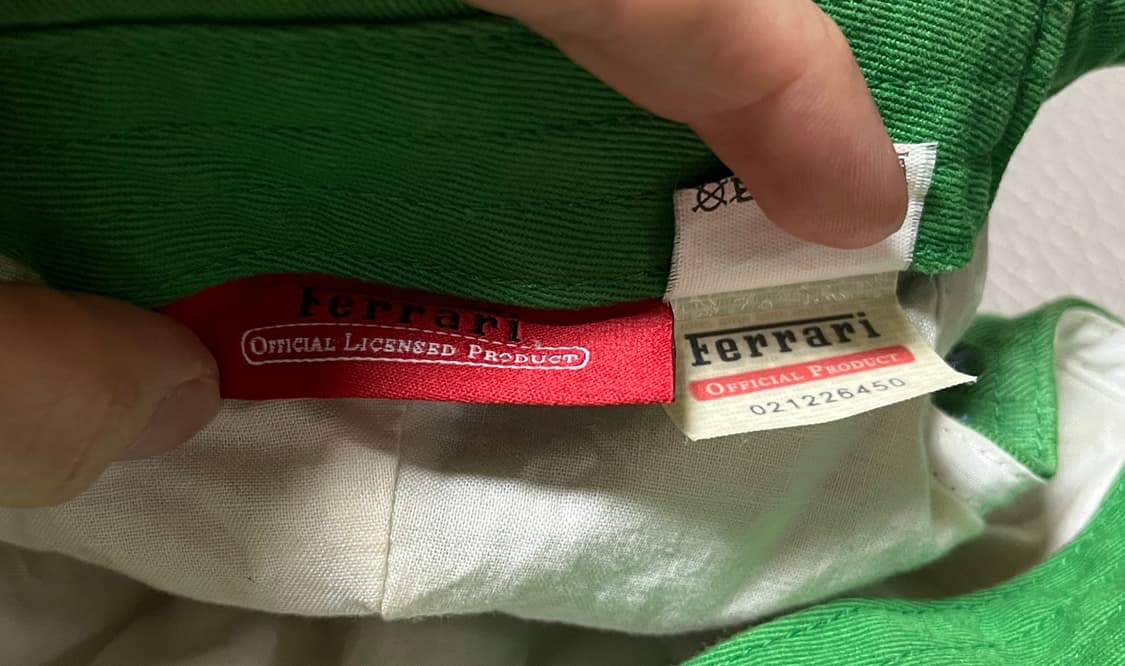 Ferrari
OFFICIAL LICENSED PRODUCT
Ferrari
OFFICIAL PRODUCT
021226450